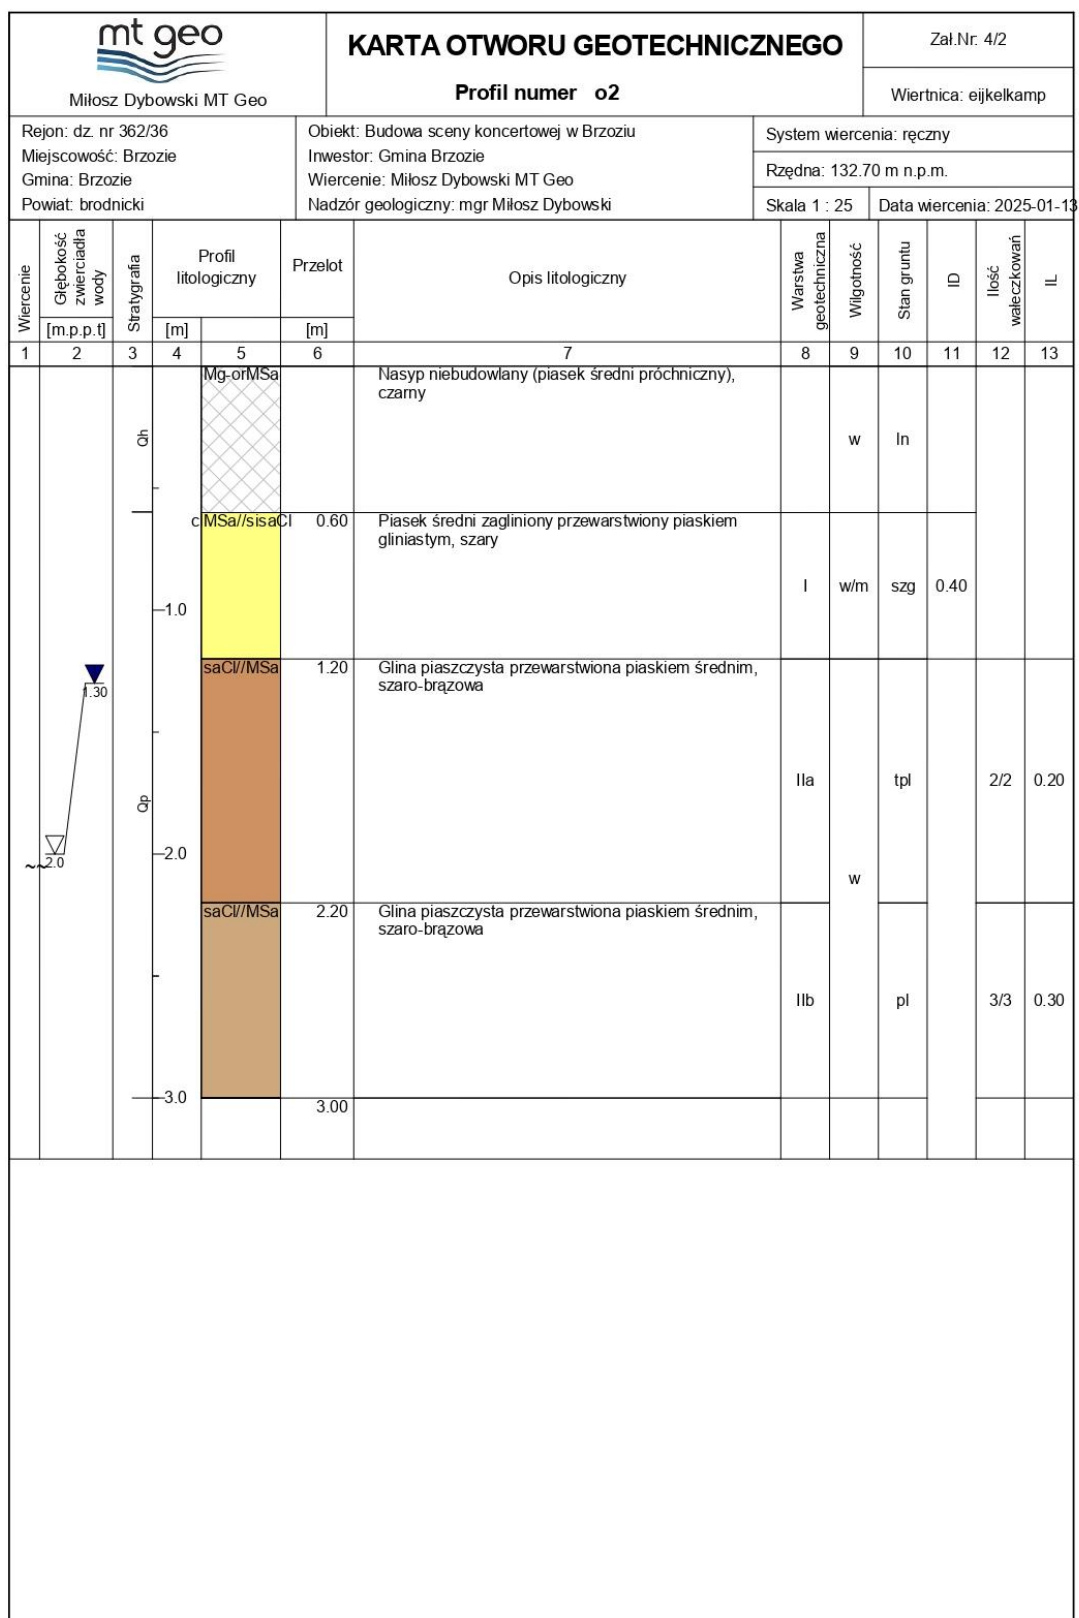 mt geo
Miłosz Dybowski MT Geo
KARTA OTWORU GEOTECHNICZNEGO
Profil numer o2
Zał.Nr: 4/2
Wiertnica: eijkelkamp
Rejon: dz. nr 362/36
Miejscowość: Brzozie
Gmina: Brzozie
Powiat: brodnicki
Obiekt: Budowa sceny koncertowej w Brzoziu
Inwestor: Gmina Brzozie
Wiercenie: Miłosz Dybowski MT Geo
Nadzór geologiczny: mgr Miłosz Dybowski
System wiercenia: ręczny
Rzędna: 132.70 m n.p.m.
Skala 1 : 25
Data wiercenia: 2025-01-13
Wiercenie
Głębokość
zwierciadła
wody
[m.p.p.t]
Stratygrafia
Profil
litologiczny
[m]
Przelot
[m]
Opis litologiczny
Warstwa
geotechniczna
Wilgotność
Stan gruntu
ID
Ilość
wałeczkowań
IL
1 2 3 4 5 6 7 8 9 10 11 12 13
Mg-orMSa
Nasyp niebudowlany (piasek średni próchniczny),
czarny
Qh
w
ln
clMSa//sisaCl
0.60
Piasek średni zagliniony przewarstwiony piaskiem
gliniastym, szary
I
w/m
szg
0.40
1.0
saCl//MSa
1.20
Glina piaszczysta przewarstwiona piaskiem średnim,
szaro-brązowa
1.30
Qp
IIa
tpl
2/2
0.20
2.0
2.0
w
saCl//MSa
2.20
Glina piaszczysta przewarstwiona piaskiem średnim,
szaro-brązowa
IIb
pl
3/3
0.30
3.0
3.00